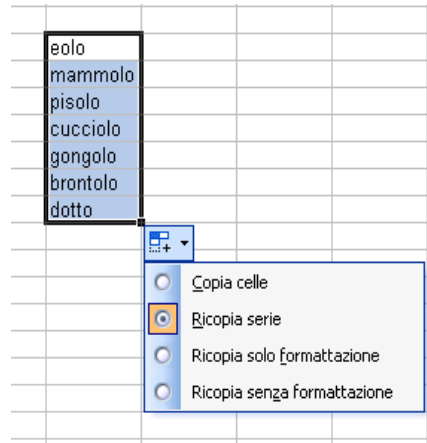 eolo
mammolo
pisolo
cucciolo
gongolo
brontolo
dotto
Copia celle
Ricopia serie
Ricopia solo formattazione
Ricopia senza formattazione